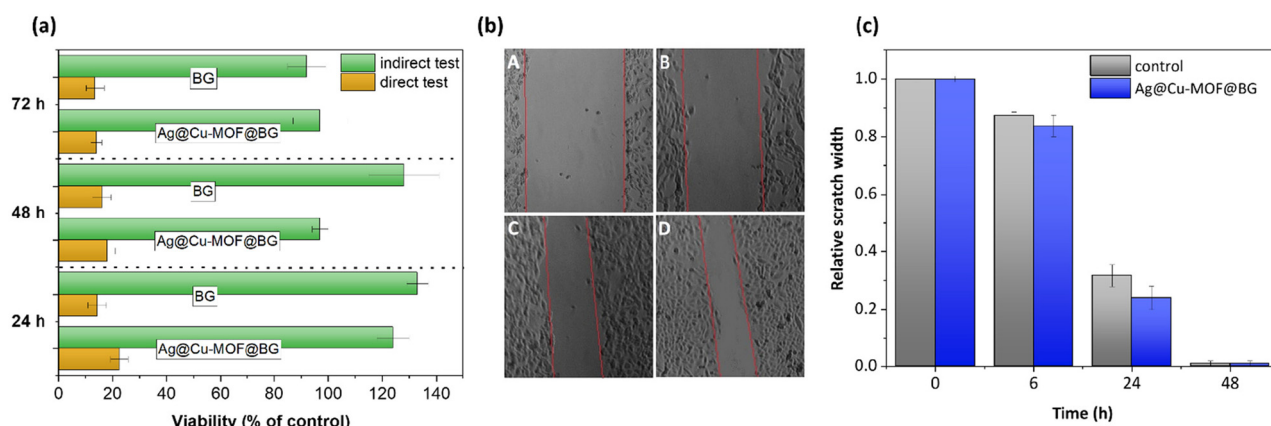 (a)
indirect test
direct test
BG
72 h
Ag@Cu-MOF@BG
BG
48 h
Ag@Cu-MOF@BG
BG
24 h
Ag@Cu-MOF@BG
0 20 40 60 80 100 120 140
Viability (% of control)
(b)
A
B
C
D
(c)
control
Ag@Cu-MOF@BG
1.0
0.8
0.6
0.4
0.2
0.0
Relative scratch width
0 6 24 48
Time (h)